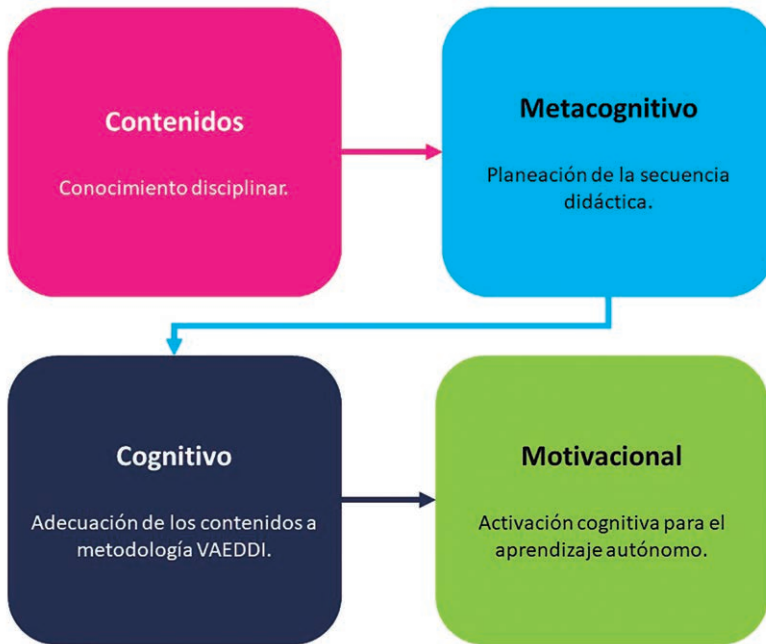 Contenidos
Conocimiento disciplinar.
Metacognitivo
Planeación de la secuencia
didáctica.
Cognitivo
Adecuación de los contenidos a
metodología VAEDDI.
Motivacional
Activación cognitiva para el
aprendizaje autónomo.